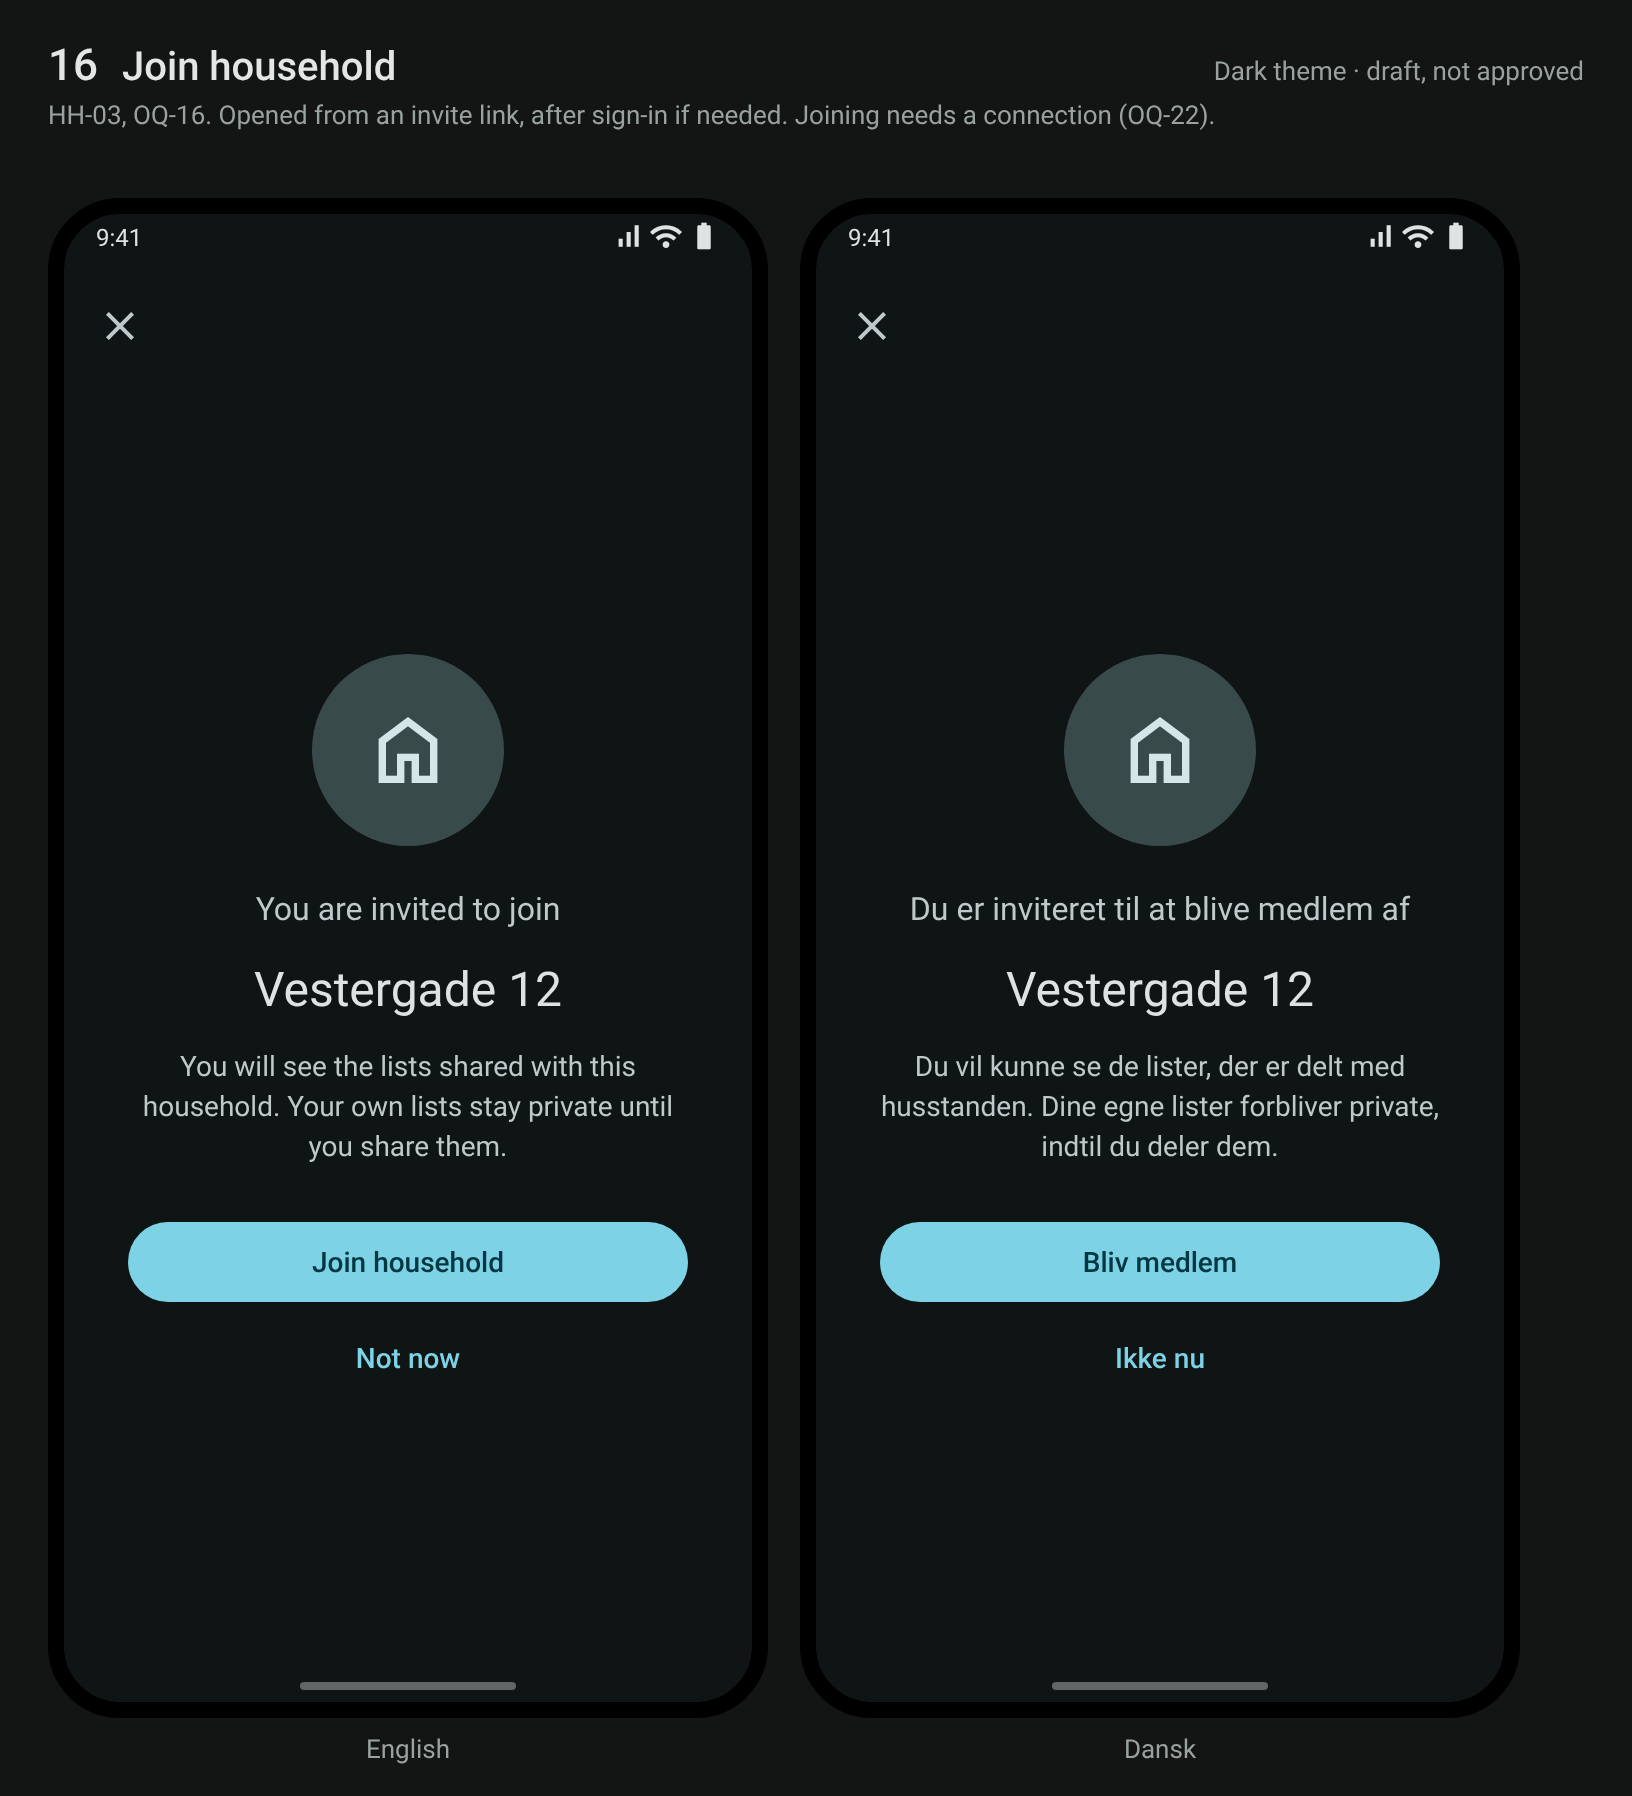 16 Join household
Dark theme · draft, not approved
HH-03, OQ-16. Opened from an invite link, after sign-in if needed. Joining needs a connection (OQ-22).
9:41
You are invited to join
Vestergade 12
You will see the lists shared with this
household. Your own lists stay private until
you share them.
Join household
Not now
English
9:41
Du er inviteret til at blive medlem af
Vestergade 12
Du vil kunne se de lister, der er delt med
husstanden. Dine egne lister forbliver private,
indtil du deler dem.
Bliv medlem
Ikke nu
Dansk